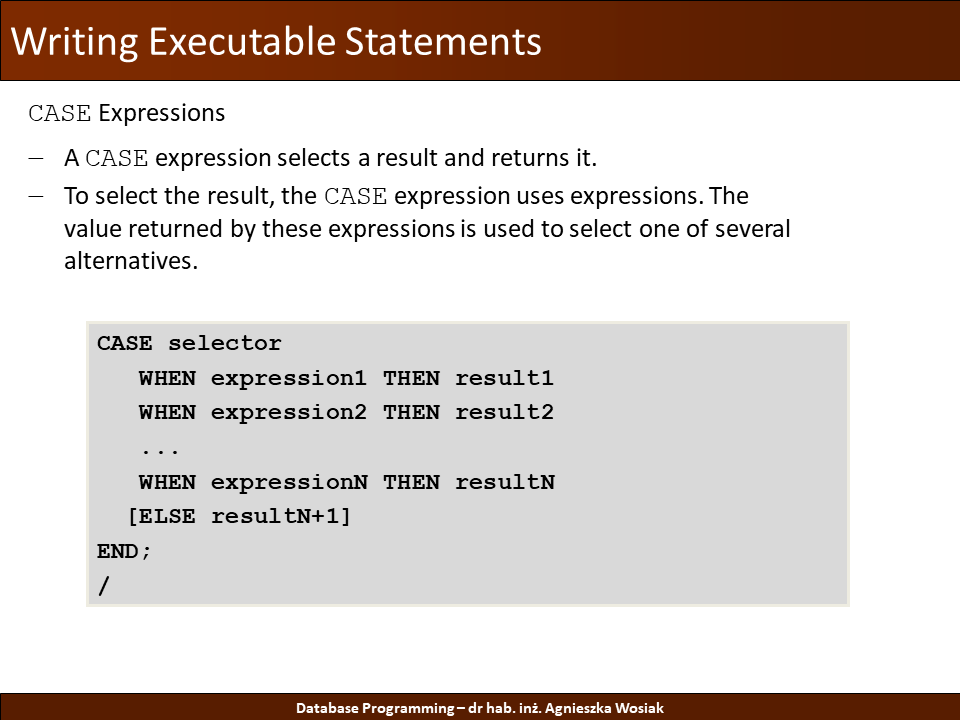 Writing Executable Statements
CASE Expressions
– A CASE expression selects a result and returns it.
– To select the result, the CASE expression uses expressions. The
value returned by these expressions is used to select one of several
alternatives.
CASE selector
WHEN expression1 THEN result1
WHEN expression2 THEN result2
...
WHEN expressionN THEN resultN
[ELSE resultN+1]
END;
/
Database Programming – dr hab. inż. Agnieszka Wosiak